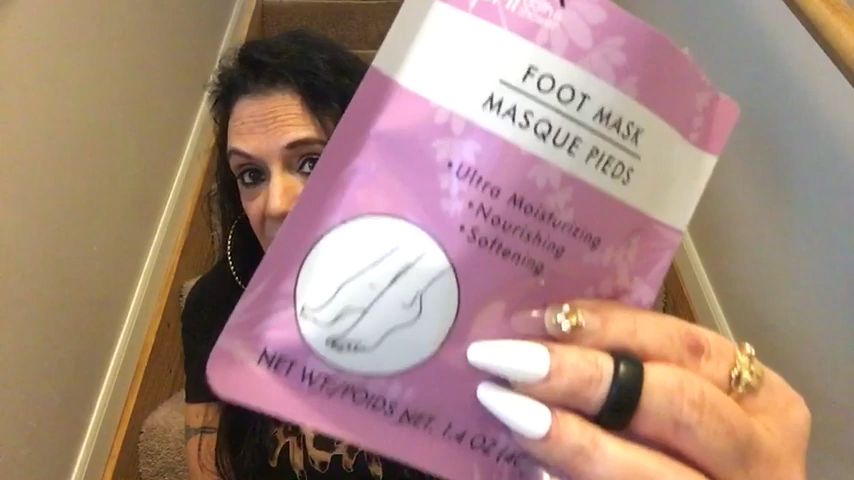 FOOT MASK
MASQUE PIEDS
•Ultra Moisturizing
•Nourishing
•Softening
NET WT/POIDS NET. 1.4 OZ